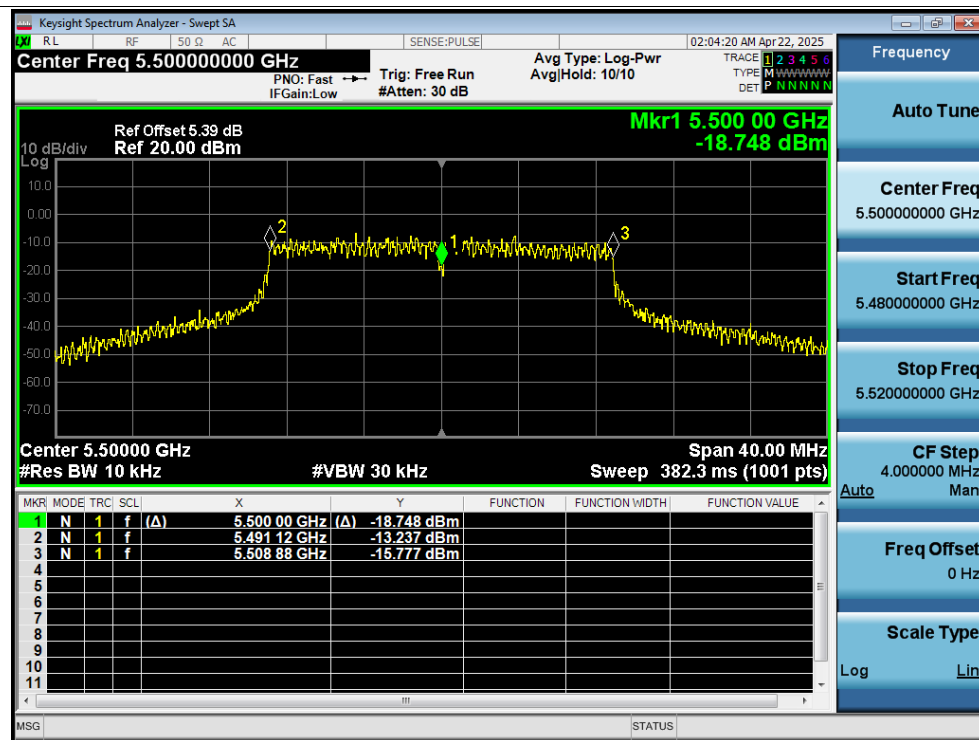 Keysight Spectrum Analyzer - Swept SA
LXI RL RF 50 Ω AC SENSE:PULSE 02:04:20 AM Apr 22, 2025
Center Freq 5.500000000 GHz
PNO: Fast
IFGain:Low
Trig: Free Run
#Atten: 30 dB
Avg Type: Log-Pwr
Avg|Hold: 10/10
TRACE 1 2 3 4 5 6
TYPE M W W W W W
DET P N N N N N
Mkr1 5.500 00 GHz
-18.748 dBm
Ref Offset 5.39 dB
10 dB/div Ref 20.00 dBm
Log
10.0
0.00
-10.0
-20.0
-30.0
-40.0
-50.0
-60.0
-70.0
2
1
3
Center 5.50000 GHz Span 40.00 MHz
#Res BW 10 kHz #VBW 30 kHz Sweep 382.3 ms (1001 pts)
MKR MODE TRC SCL X Y FUNCTION FUNCTION WIDTH FUNCTION VALUE
1 N 1 f (Δ) 5.500 00 GHz (Δ) -18.748 dBm
2 N 1 f 5.491 12 GHz -13.237 dBm
3 N 1 f 5.508 88 GHz -15.777 dBm
4
5
6
7
8
9
10
11
MSG STATUS
Frequency
Auto Tune
Center Freq
5.500000000 GHz
Start Freq
5.480000000 GHz
Stop Freq
5.520000000 GHz
CF Step
4.000000 MHz
Auto Man
Freq Offset
0 Hz
Scale Type
Log Lin